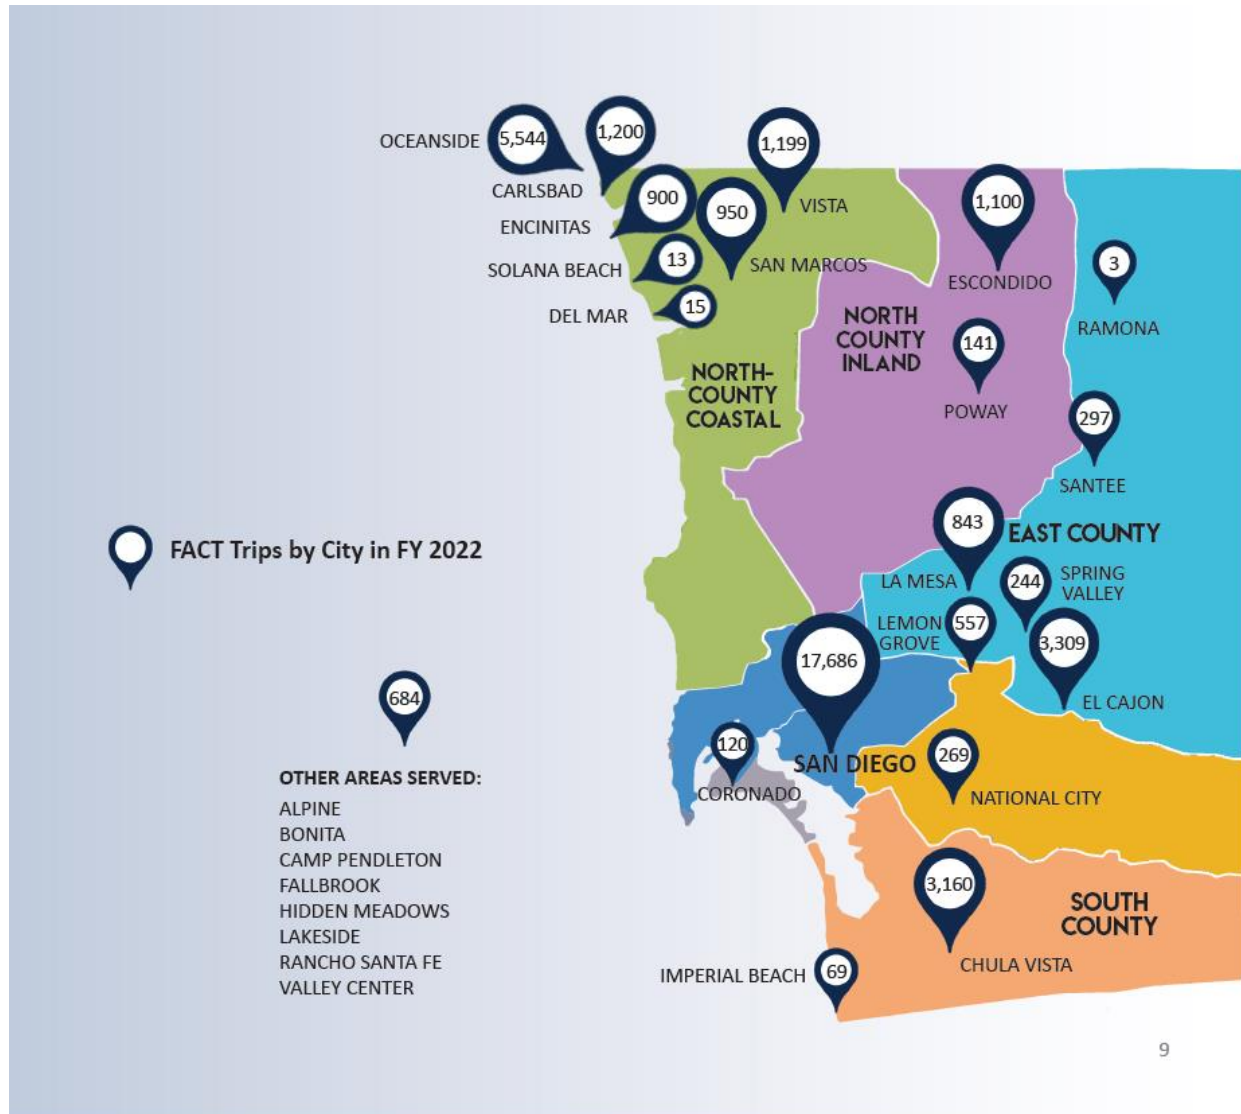 OCEANSIDE
5,544
1,200
CARLSBAD
1,199
VISTA
900
ENCINITAS
950
SAN MARCOS
13
SOLANA BEACH
15
DEL MAR
1,100
ESCONDIDO
3
RAMONA
NORTH
COUNTY
INLAND
141
POWAY
NORTH-
COUNTY
COASTAL
297
SANTEE
843
LA MESA
EAST COUNTY
244
SPRING
VALLEY
557
LEMON
GROVE
3,309
EL CAJON
FACT Trips by City in FY 2022
17,686
SAN DIEGO
120
CORONADO
269
NATIONAL CITY
684
OTHER AREAS SERVED:
ALPINE
BONITA
CAMP PENDLETON
FALLBROOK
HIDDEN MEADOWS
LAKESIDE
RANCHO SANTA FE
VALLEY CENTER
3,160
CHULA VISTA
SOUTH
COUNTY
IMPERIAL BEACH
69
9